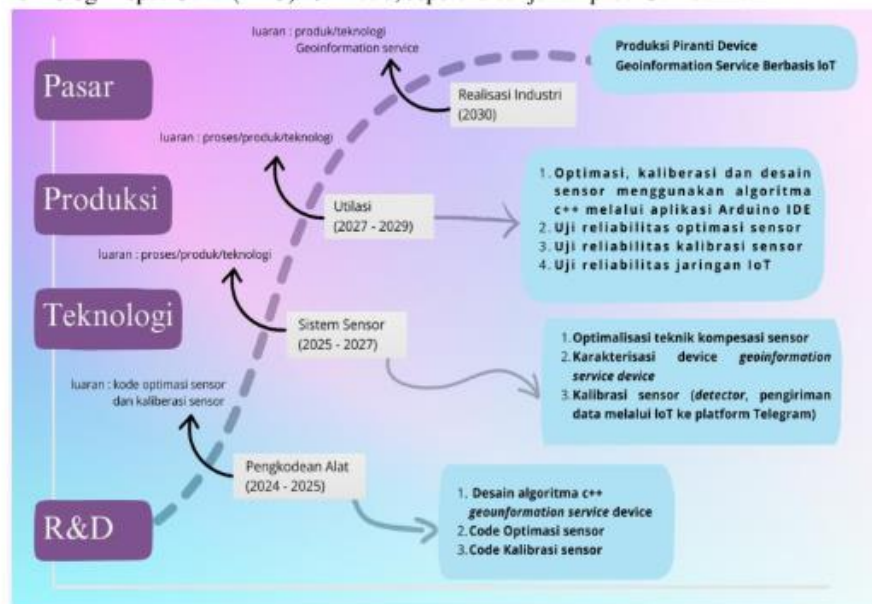 luaran : produk/teknologi
Geoinformation service
Produksi Piranti Device
Geoinformation Service Berbasis IoT
Pasar
Realisasi Industri
(2030)
luaran : proses/produk/teknologi
Produksi
Utilasi
(2027 - 2029)
1. Optimasi, kaliberasi dan desain
sensor menggunakan algoritma
c++ melalui aplikasi Arduino IDE
2. Uji reliabilitas optimasi sensor
3. Uji reliabilitas kalibrasi sensor
4. Uji reliabilitas jaringan IoT
luaran : proses/produk/teknologi
Teknologi
Sistem Sensor
(2025 - 2027)
1. Optimalisasi teknik kompesasi sensor
2. Karakterisasi device geoinformation
service device
3. Kalibrasi sensor (detector, pengiriman
data melalui IoT ke platform Telegram)
luaran : kode optimasi sensor
dan kaliberasi sensor
Pengkodean Alat
(2024 - 2025)
R&D
1. Desain algoritma c++
geounformation service device
2. Code Optimasi sensor
3. Code Kalibrasi sensor